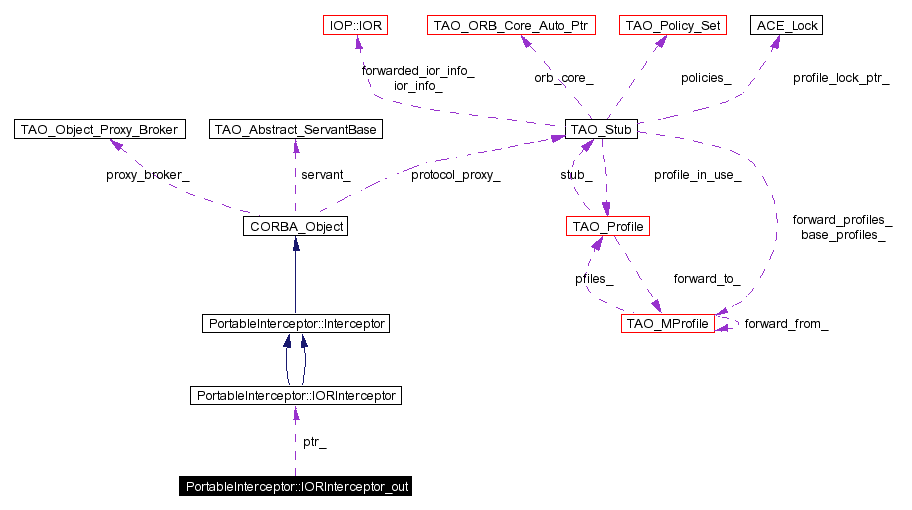 IOP::IOR
TAO_ORB_Core_Auto_Ptr
TAO_Policy_Set
ACE_Lock
forwarded_ior_info_
ior_info_
orb_core_
policies_
profile_lock_ptr_
TAO_Object_Proxy_Broker
TAO_Abstract_ServantBase
TAO_Stub
proxy_broker_
servant_
protocol_proxy_
stub_
profile_in_use_
forward_profiles_
base_profiles_
CORBA_Object
TAO_Profile
pfiles_
forward_to_
PortableInterceptor::Interceptor
TAO_MProfile
forward_from_
PortableInterceptor::IORInterceptor
ptr_
PortableInterceptor::IORInterceptor_out